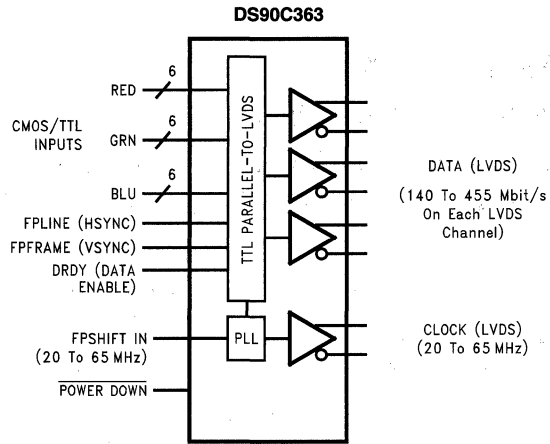 DS90C363
6
RED
6
CMOS/TTL
INPUTS
GRN
6
BLU
FPLINE (HSYNC)
FPFRAME (VSYNC)
DRDY (DATA
ENABLE)
FPSHIFT IN
(20 To 65 MHz)
POWER DOWN
TTL PARALLEL-TO-LVDS
PLL
DATA (LVDS)
(140 To 455 Mbit/s
On Each LVDS
Channel)
CLOCK (LVDS)
(20 To 65 MHz)